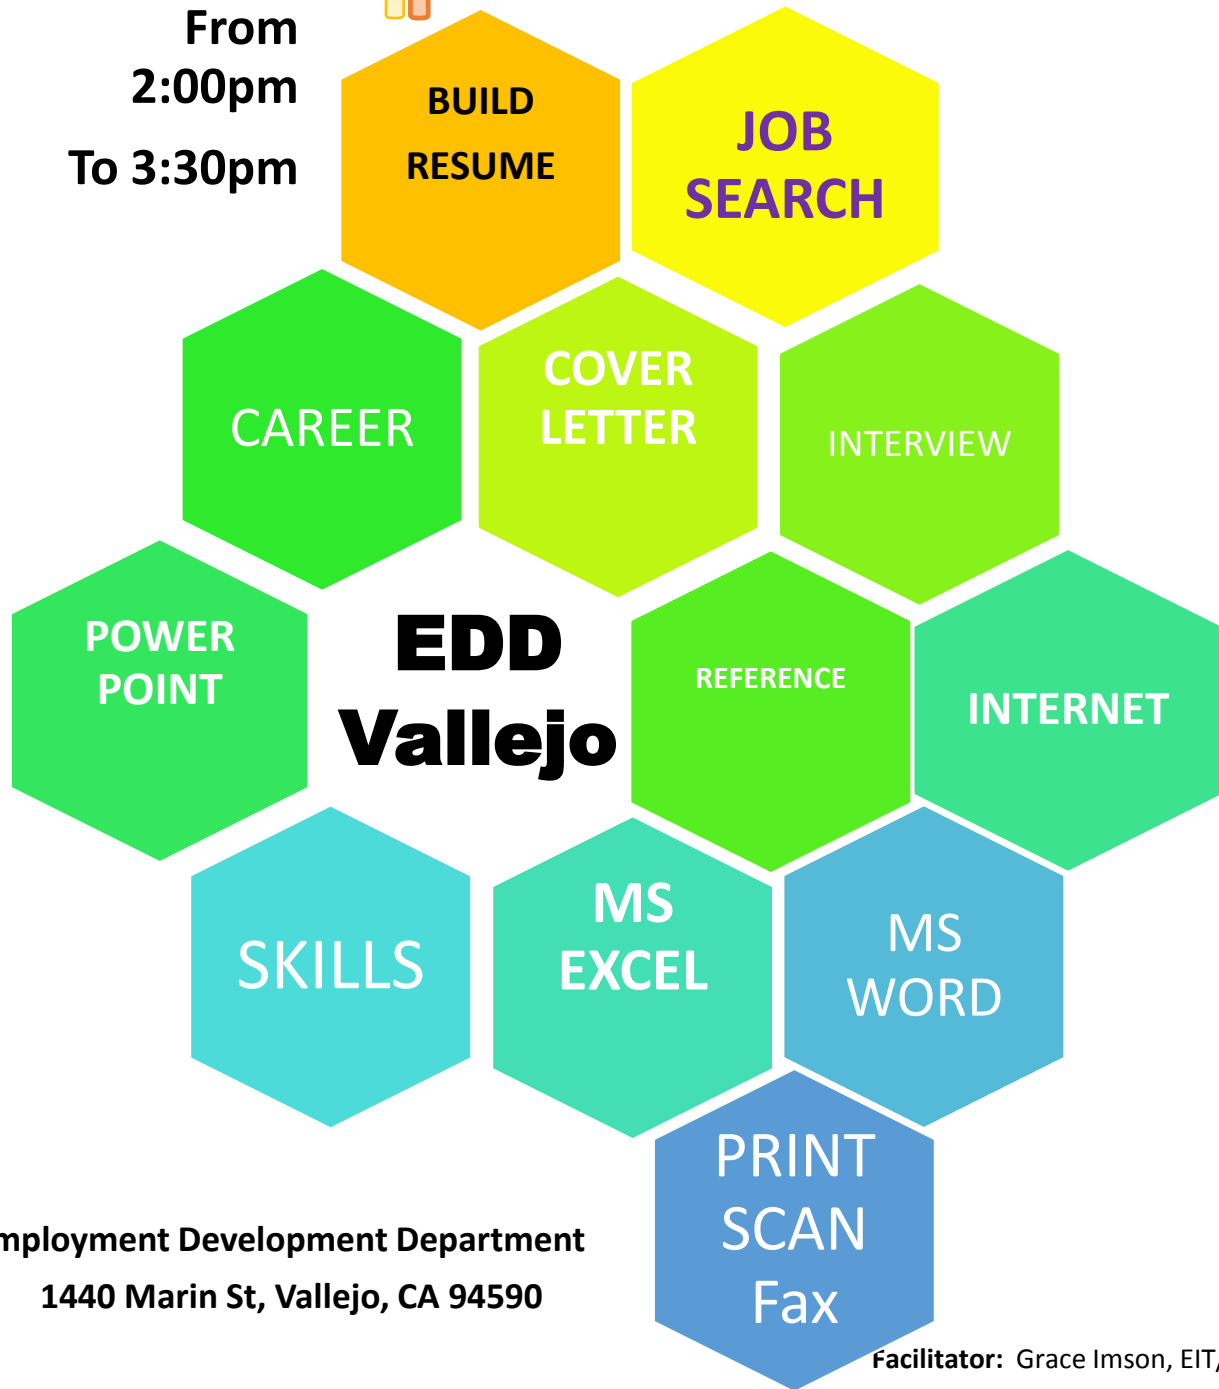 From
2:00pm
To 3:30pm
BUILD
RESUME
JOB
SEARCH
CAREER
COVER
LETTER
INTERVIEW
POWER
POINT
EDD
Vallejo
REFERENCE
INTERNET
SKILLS
MS
EXCEL
MS
WORD
PRINT
SCAN
Fax
mployment Development Department
1440 Marin St, Vallejo, CA 94590
Facilitator: Grace Imson, EIT,